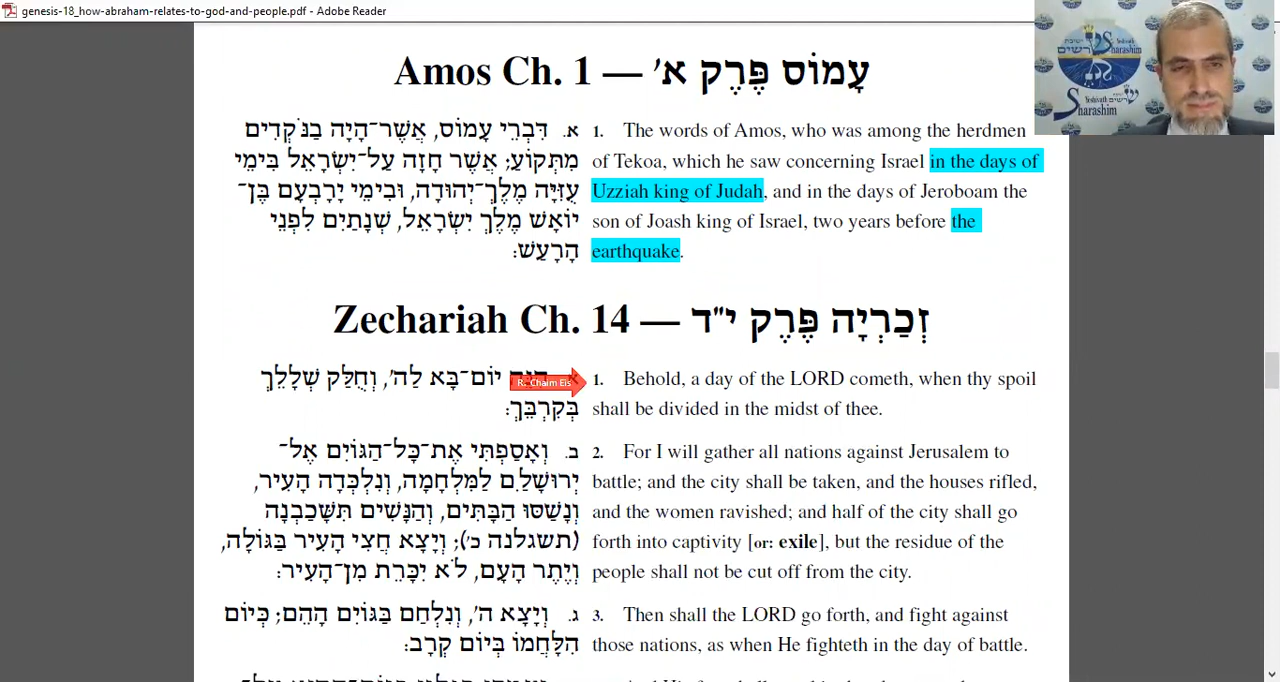 genesis-18_how-abraham-relates-to-god-and-people.pdf - Adobe Reader
Yeshivath
Sharashim
ישיבת
שרשים
Amos Ch. 1 — עָמוֹס פֶּרֶק א׳
א. דִּבְרֵי עָמוֹס, אֲשֶׁר־הָיָה בַנֹּקְדִים
מִתְּקוֹעַ; אֲשֶׁר חָזָה עַל־יִשְׂרָאֵל בִּימֵי
עֻזִּיָּה מֶלֶךְ־יְהוּדָה, וּבִימֵי יָרָבְעָם בֶּן־
יוֹאָשׁ מֶלֶךְ יִשְׂרָאֵל, שְׁנָתַיִם לִפְנֵי
הָרָעַשׁ:
1. The words of Amos, who was among the herdmen
of Tekoa, which he saw concerning Israel in the days of
Uzziah king of Judah, and in the days of Jeroboam the
son of Joash king of Israel, two years before the
earthquake.
Zechariah Ch. 14 — זְכַרְיָה פֶּרֶק י״ד
יוֹם־בָּא לַה׳, וְחֻלַּק שְׁלָלֵךְ
בְּקִרְבֵּךְ:
R. Chaim Eis
1. Behold, a day of the LORD cometh, when thy spoil
shall be divided in the midst of thee.
ב. וְאָסַפְתִּי אֶת־כָּל־הַגּוֹיִם אֶל־
יְרוּשָׁלַ͏ִם לַמִּלְחָמָה, וְנִלְכְּדָה הָעִיר,
וְנָשַׁסּוּ הַבָּתִּים, וְהַנָּשִׁים תִּשָּׁכַבְנָה
(תשגלנה כ׳); וְיָצָא חֲצִי הָעִיר בַּגּוֹלָה,
וְיֶתֶר הָעָם, לֹא יִכָּרֵת מִן־הָעִיר:
2. For I will gather all nations against Jerusalem to
battle; and the city shall be taken, and the houses rifled,
and the women ravished; and half of the city shall go
forth into captivity [or: exile], but the residue of the
people shall not be cut off from the city.
ג. וְיָצָא ה׳, וְנִלְחַם בַּגּוֹיִם הָהֵם; כְּיוֹם
הִלָּחֲמוֹ בְּיוֹם קְרָב:
3. Then shall the LORD go forth, and fight against
those nations, as when He fighteth in the day of battle.